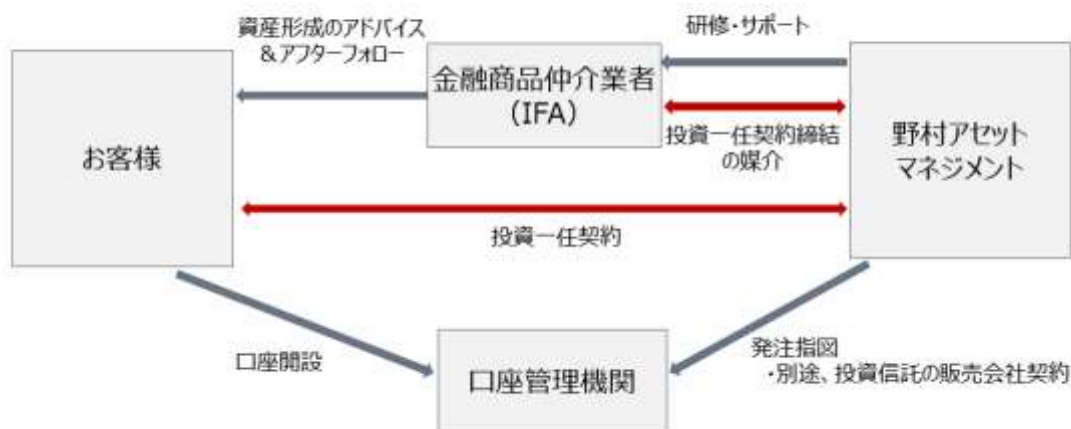 資産形成のアドバイス
&アフターフォロー
研修・サポート
金融商品仲介業者
(IFA)
投資一任契約締結
の媒介
お客様
野村アセット
マネジメント
投資一任契約
口座開設
口座管理機関
発注指図
・別途、投資信託の販売会社契約